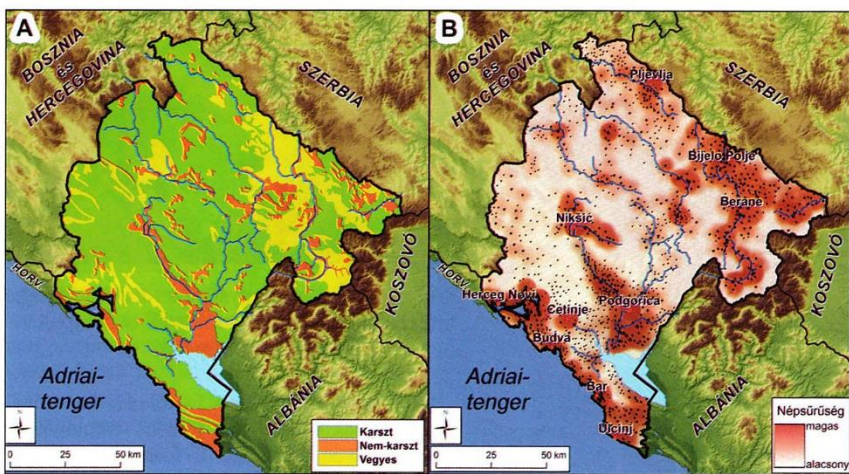 A
BOSZNIA
és
HERCEGOVINA
SZERBIA
KOSZOVÓ
ALBÁNIA
HORV.
Adriai-
tenger
Karszt
Nem-karszt
Vegyes
0 25 50 km
B
BOSZNIA
és
HERCEGOVINA
SZERBIA
KOSZOVÓ
ALBÁNIA
HORV.
Pljevlja
Bijelo Polje
Berane
Nikšić
Herceg Novi
Cetinje
Podgorica
Budva
Bar
Ulcinj
Adriai-
tenger
Népsűrűség
magas
alacsony
0 25 50 km